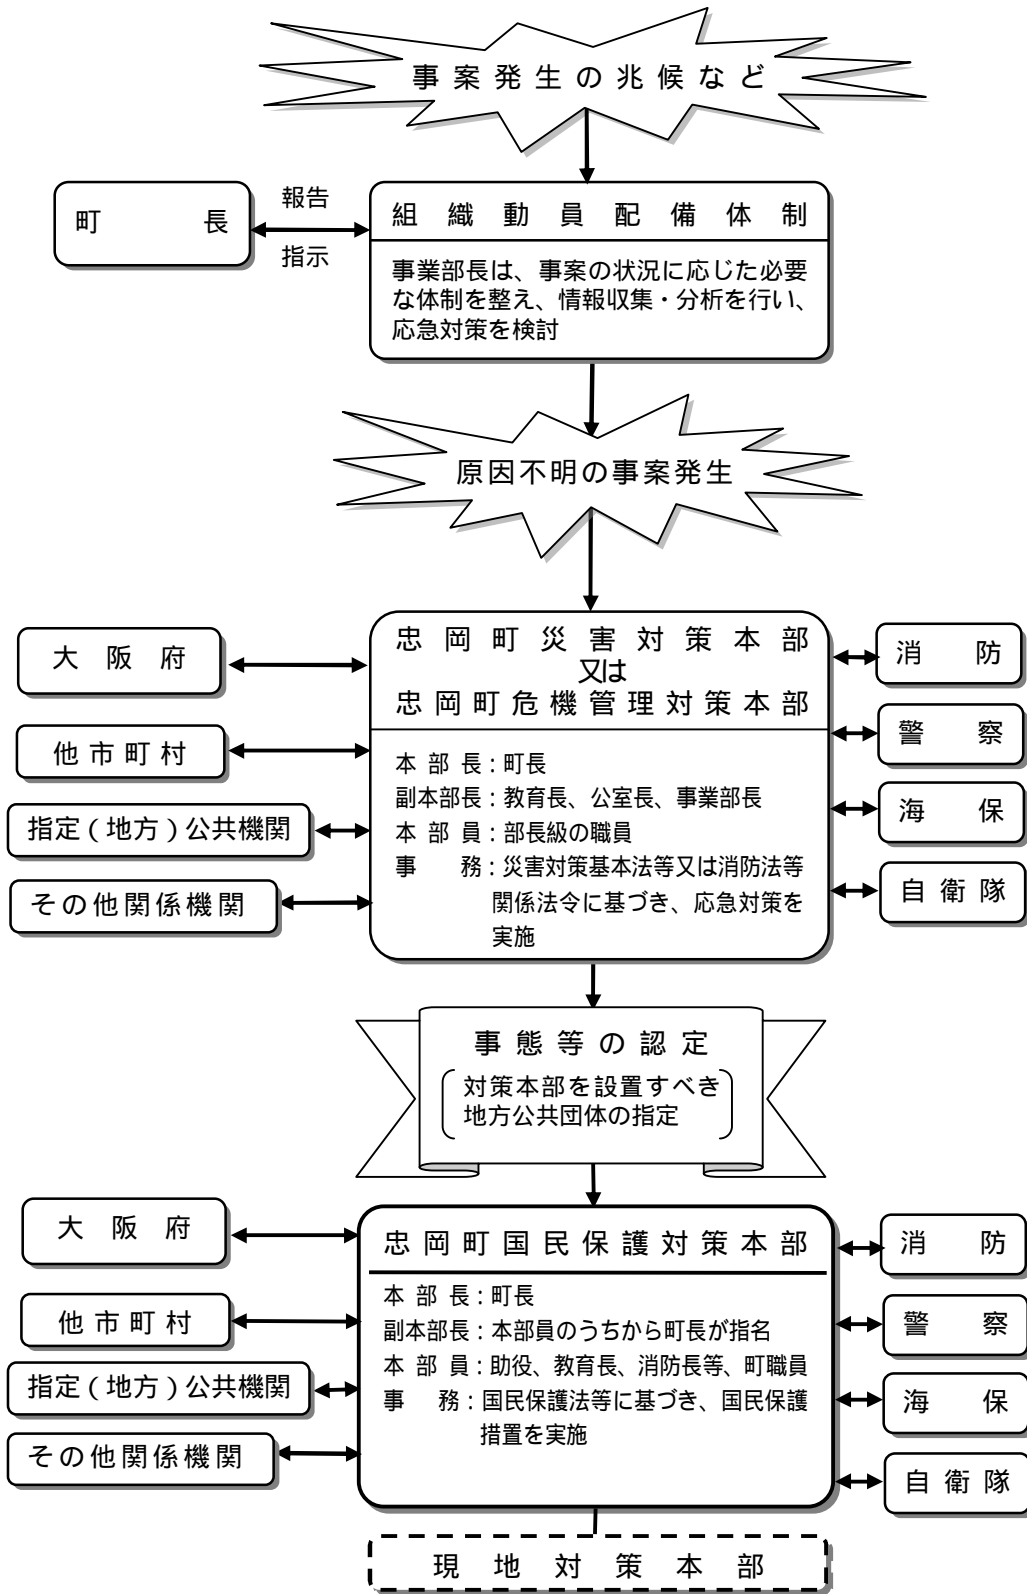 事案発生の兆候など
町長
報告
指示
組織動員配備体制
事業部長は、事案の状況に応じた必要
な体制を整え、情報収集・分析を行い、
応急対策を検討
原因不明の事案発生
大阪府
他市町村
指定(地方)公共機関
その他関係機関
忠岡町災害対策本部
又は
忠岡町危機管理対策本部
本部長:町長
副本部長:教育長、公室長、事業部長
本部員:部長級の職員
事務:災害対策基本法等又は消防法等
関係法令に基づき、応急対策を
実施
消防
警察
海保
自衛隊
事態等の認定
対策本部を設置すべき
地方公共団体の指定
大阪府
他市町村
指定(地方)公共機関
その他関係機関
忠岡町国民保護対策本部
本部長:町長
副本部長:本部員のうちから町長が指名
本部員:助役、教育長、消防長等、町職員
事務:国民保護法等に基づき、国民保護
措置を実施
消防
警察
海保
自衛隊
現地対策本部